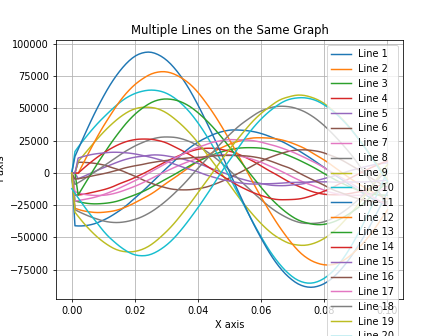 Multiple Lines on the Same Graph
100000
75000
50000
25000
0
−25000
−50000
−75000
0.00
0.02
0.04
0.06
X axis
Line 1
Line 2
Line 3
Line 4
Line 5
Line 6
Line 7
Line 8
Line 9
Line 10
Line 11
Line 12
Line 13
Line 14
Line 15
Line 16
Line 17
Line 18
Line 19
Line 20